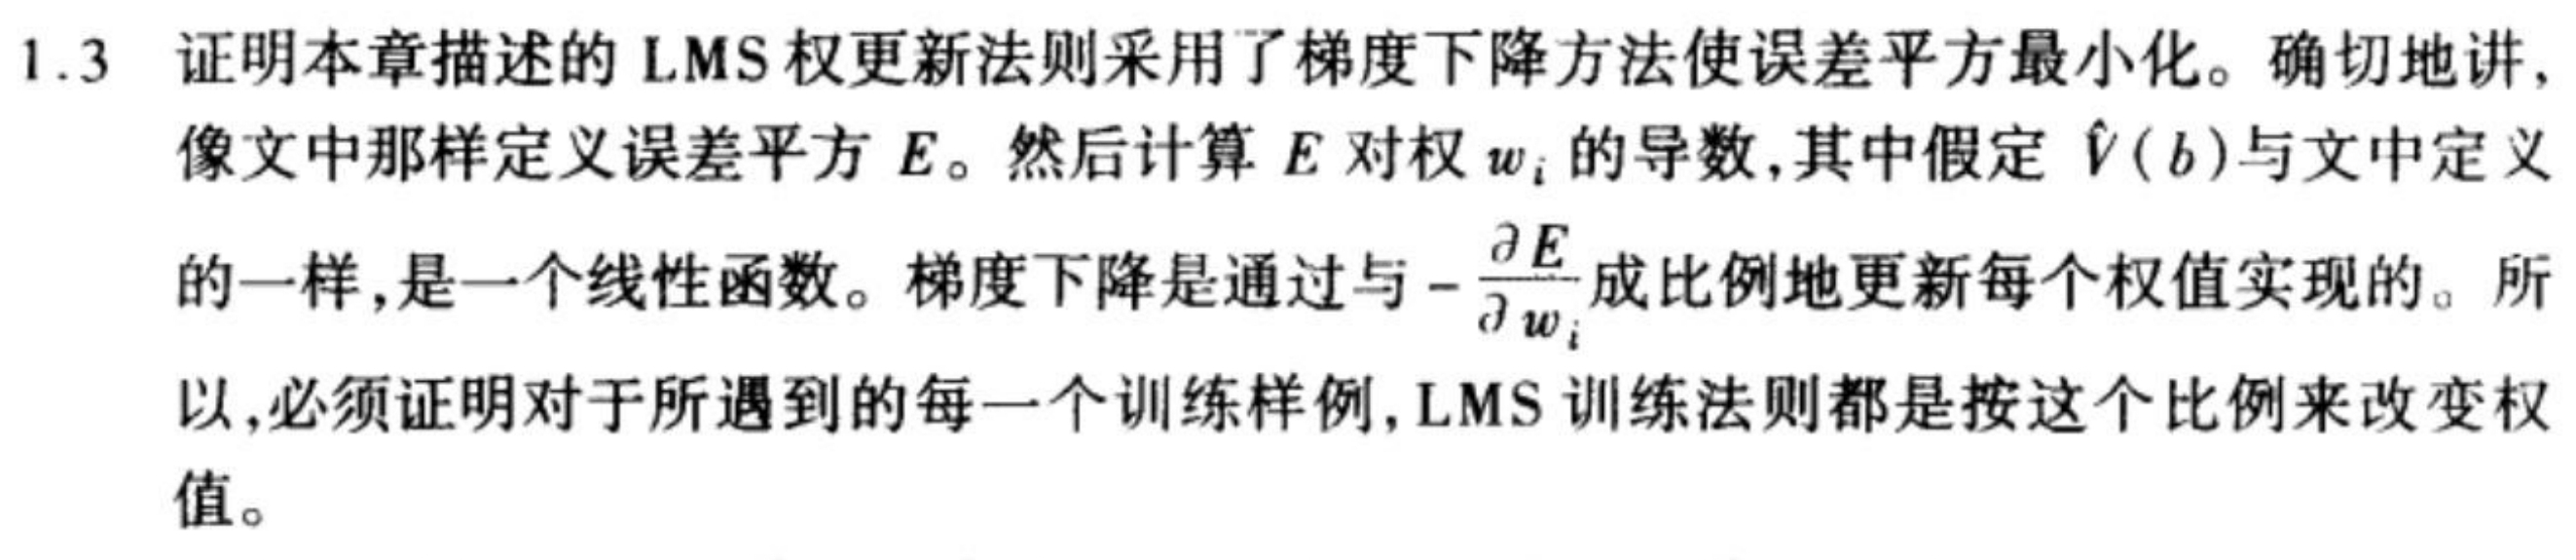 1.3 证明本章描述的 LMS 权更新法则采用了梯度下降方法使误差平方最小化。确切地讲,
像文中那样定义误差平方 E。然后计算 E 对权 w_i 的导数,其中假定 V̂(b)与文中定义
的一样,是一个线性函数。梯度下降是通过与 -∂E/∂w_i 成比例地更新每个权值实现的。所
以,必须证明对于所遇到的每一个训练样例,LMS 训练法则都是按这个比例来改变权
值。